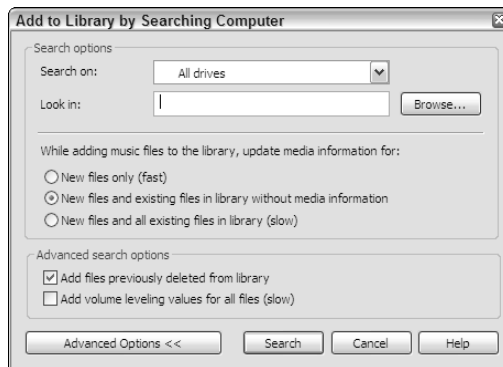 Add to Library by Searching Computer
Search options
Search on:
All drives
Look in:
Browse...
While adding music files to the library, update media information for:
New files only (fast)
New files and existing files in library without media information
New files and all existing files in library (slow)
Advanced search options
Add files previously deleted from library
Add volume leveling values for all files (slow)
Advanced Options <<
Search
Cancel
Help